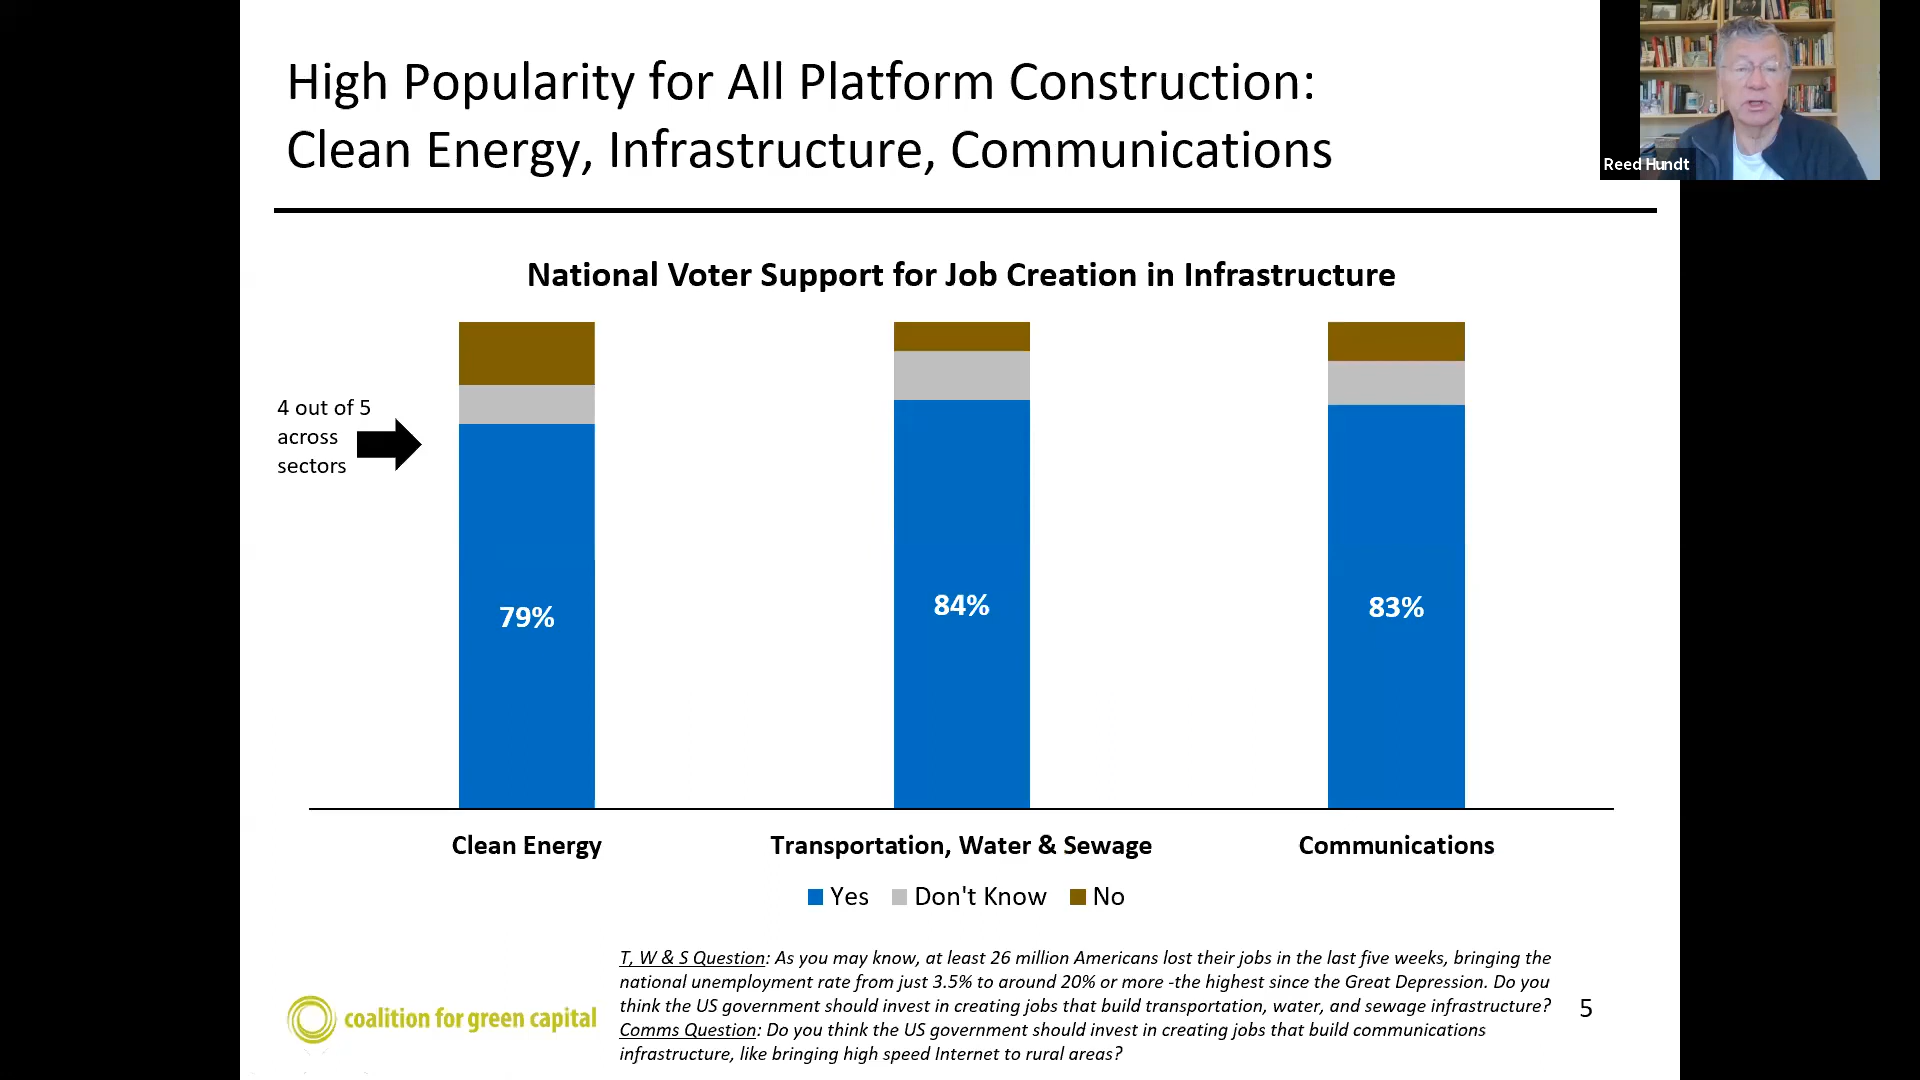 High Popularity for All Platform Construction:
Clean Energy, Infrastructure, Communications
Reed Hundt
National Voter Support for Job Creation in Infrastructure
4 out of 5
across
sectors
79%
84%
83%
Clean Energy
Transportation, Water & Sewage
Communications
Yes
Don't Know
No
T, W & S Question: As you may know, at least 26 million Americans lost their jobs in the last five weeks, bringing the
national unemployment rate from just 3.5% to around 20% or more -the highest since the Great Depression. Do you
think the US government should invest in creating jobs that build transportation, water, and sewage infrastructure?
Comms Question: Do you think the US government should invest in creating jobs that build communications
infrastructure, like bringing high speed Internet to rural areas?
coalition for green capital
5